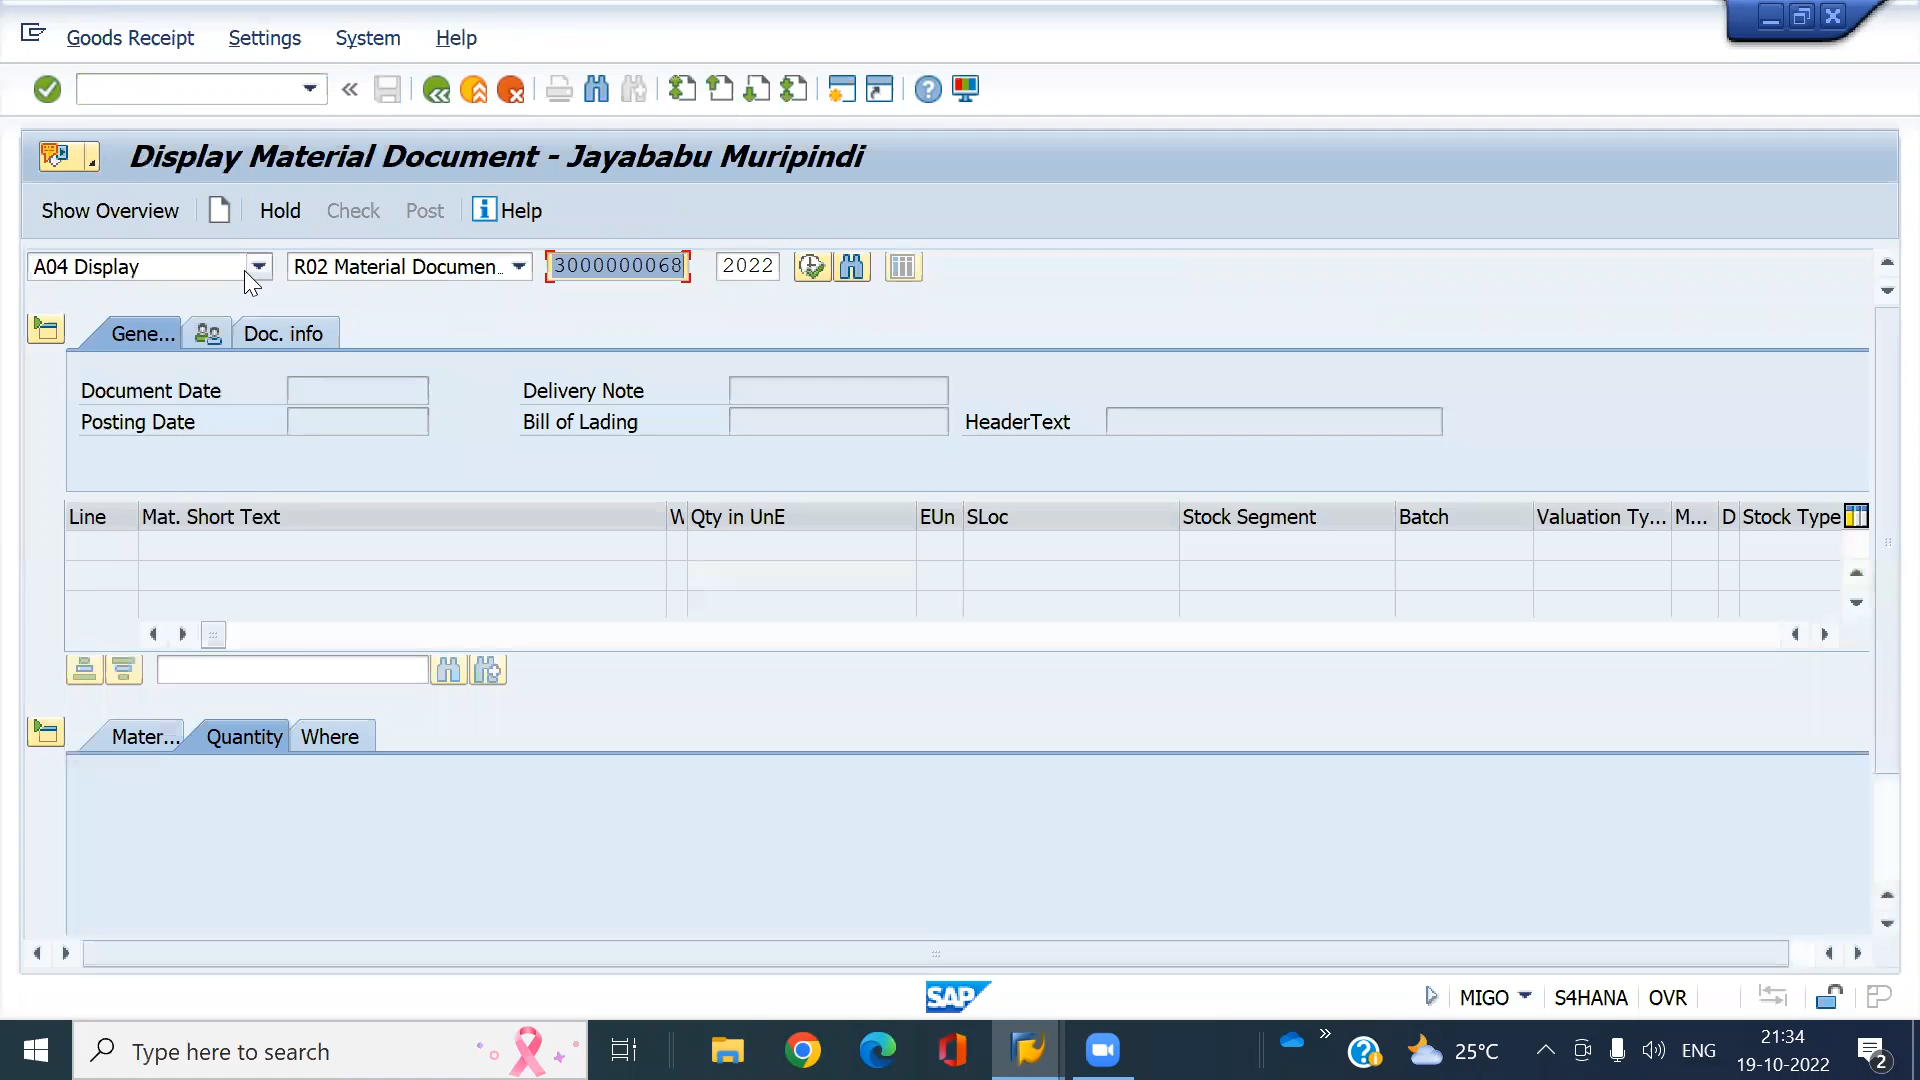 Goods Receipt Settings System Help
Display Material Document - Jayababu Muripindi
Show Overview Hold Check Post Help
A04 Display R02 Material Documen.. 3000000068 2022
Gene... Doc. info
Document Date Delivery Note
Posting Date Bill of Lading HeaderText
Line Mat. Short Text W Qty in UnE EUn SLoc Stock Segment Batch Valuation Ty... M... D Stock Type
Mater... Quantity Where
SAP MIGO S4HANA OVR
Type here to search 25°C ENG 21:34
19-10-2022 2